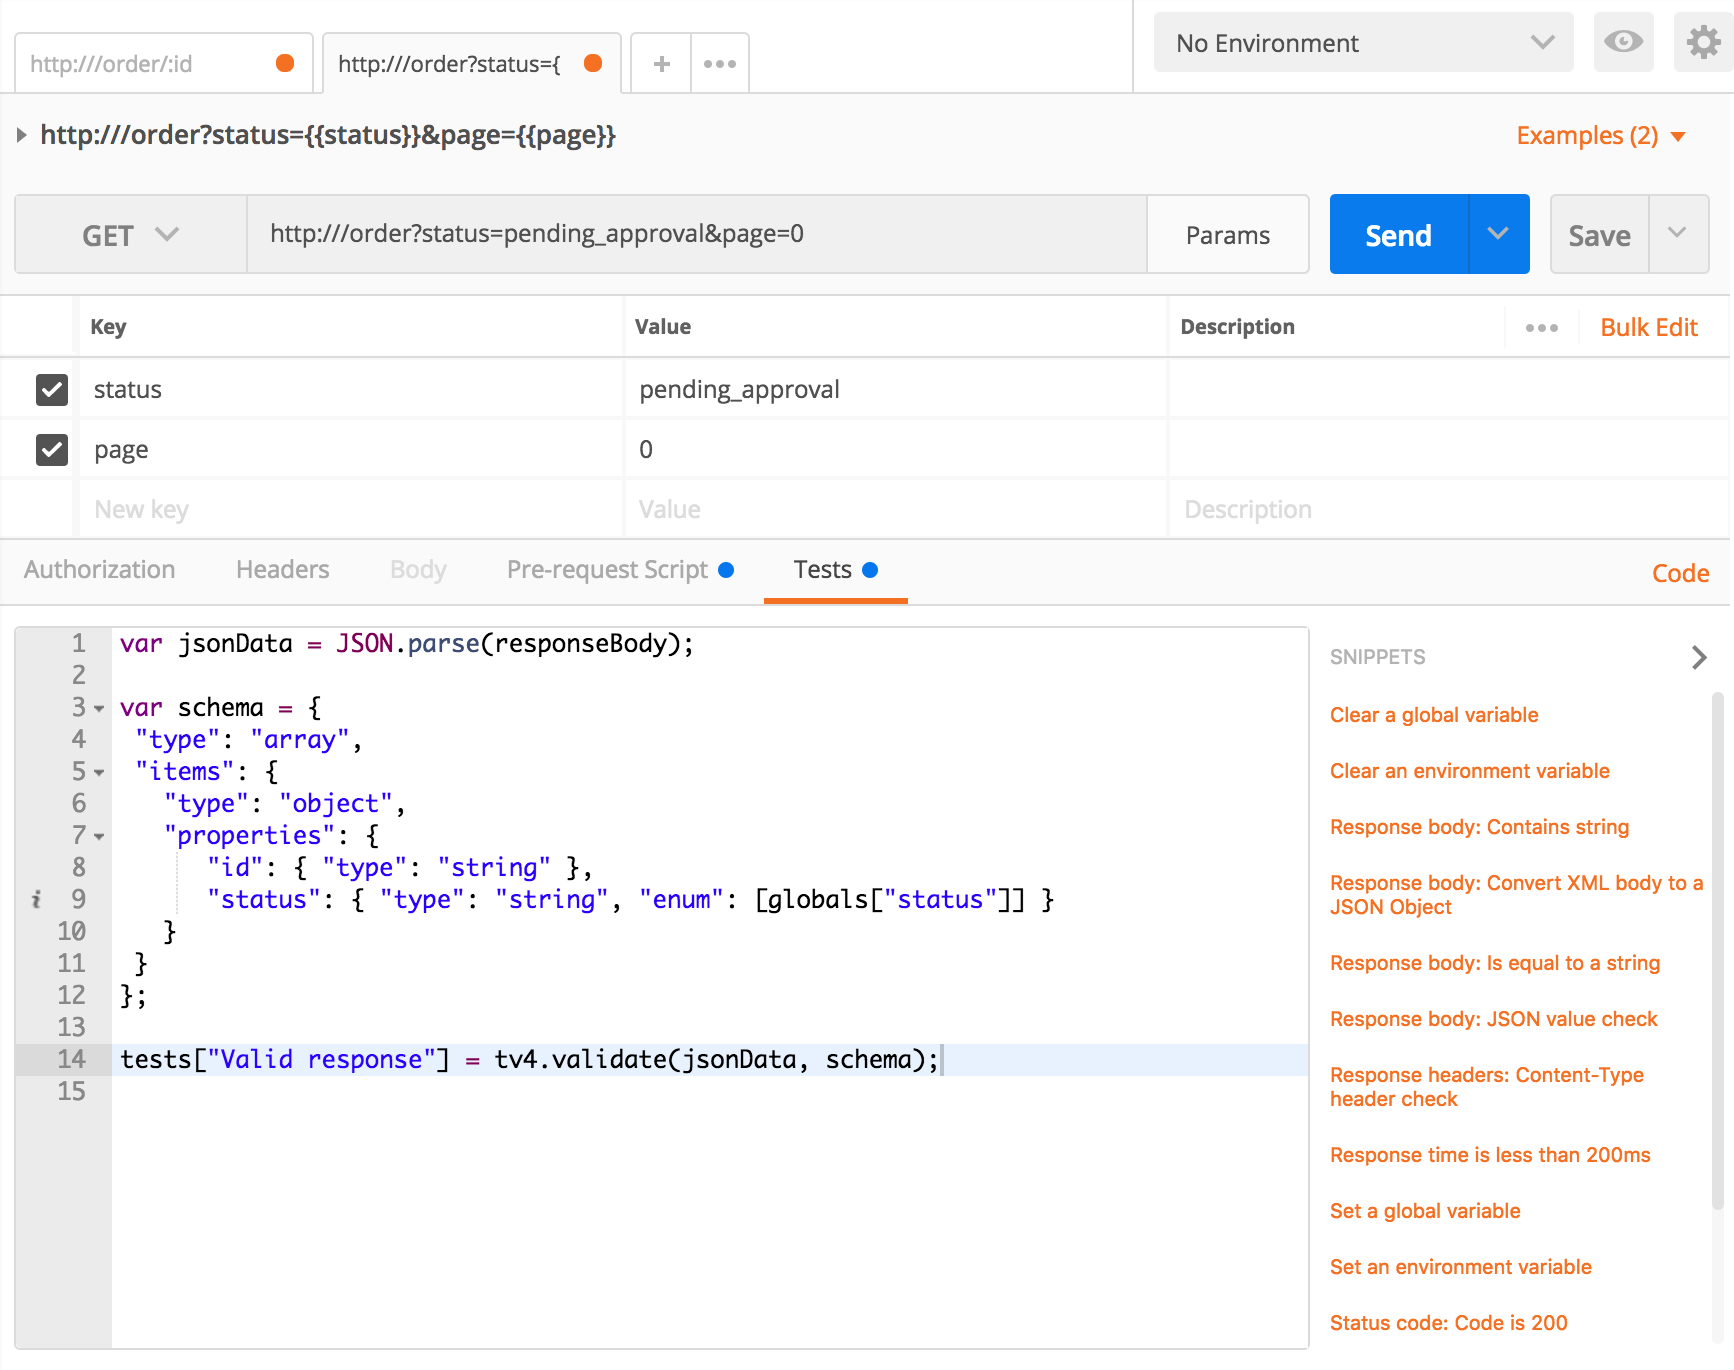 http:///order/:id
http:///order?status={
+
No Environment
http:///order?status={{status}}&page={{page}}
Examples (2)
GET
http:///order?status=pending_approval&page=0
Params
Send
Save
Key
Value
Description
Bulk Edit
status
pending_approval
page
0
New key
Value
Description
Authorization
Headers
Body
Pre-request Script
Tests
Code
1 var jsonData = JSON.parse(responseBody);
2
3 var schema = {
4 "type": "array",
5 "items": {
6 "type": "object",
7 "properties": {
8 "id": { "type": "string" },
9 "status": { "type": "string", "enum": [globals["status"]] }
10 }
11 }
12 };
13
14 tests["Valid response"] = tv4.validate(jsonData, schema);
15
SNIPPETS
Clear a global variable
Clear an environment variable
Response body: Contains string
Response body: Convert XML body to a
JSON Object
Response body: Is equal to a string
Response body: JSON value check
Response headers: Content-Type
header check
Response time is less than 200ms
Set a global variable
Set an environment variable
Status code: Code is 200